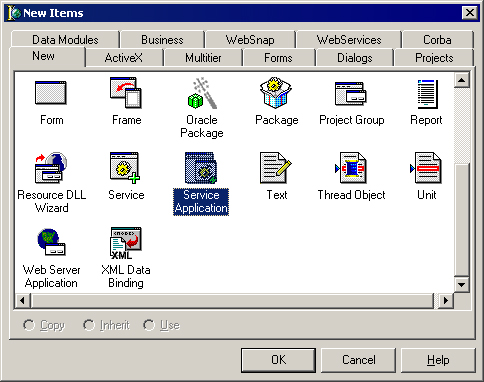 New Items
Data Modules Business WebSnap WebServices Corba
New ActiveX Multitier Forms Dialogs Projects
Form Frame Oracle Package Package Project Group Report
Resource DLL Wizard Service Service Application Text Thread Object Unit
XML
Web Server Application XML Data Binding
Copy Inherit Use
OK Cancel Help